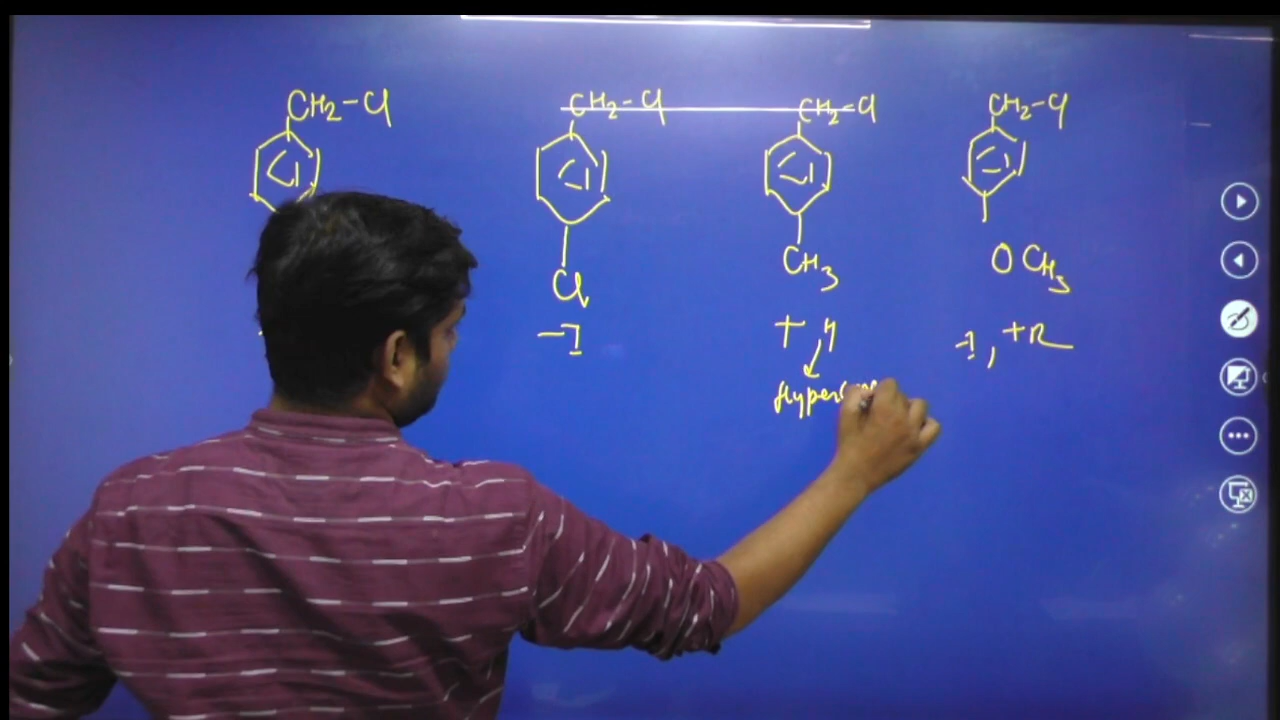 CH2-Cl CH2-Cl CH2-Cl CH2-Cl
Cl CH3 OCH3
-I + H -I, +R